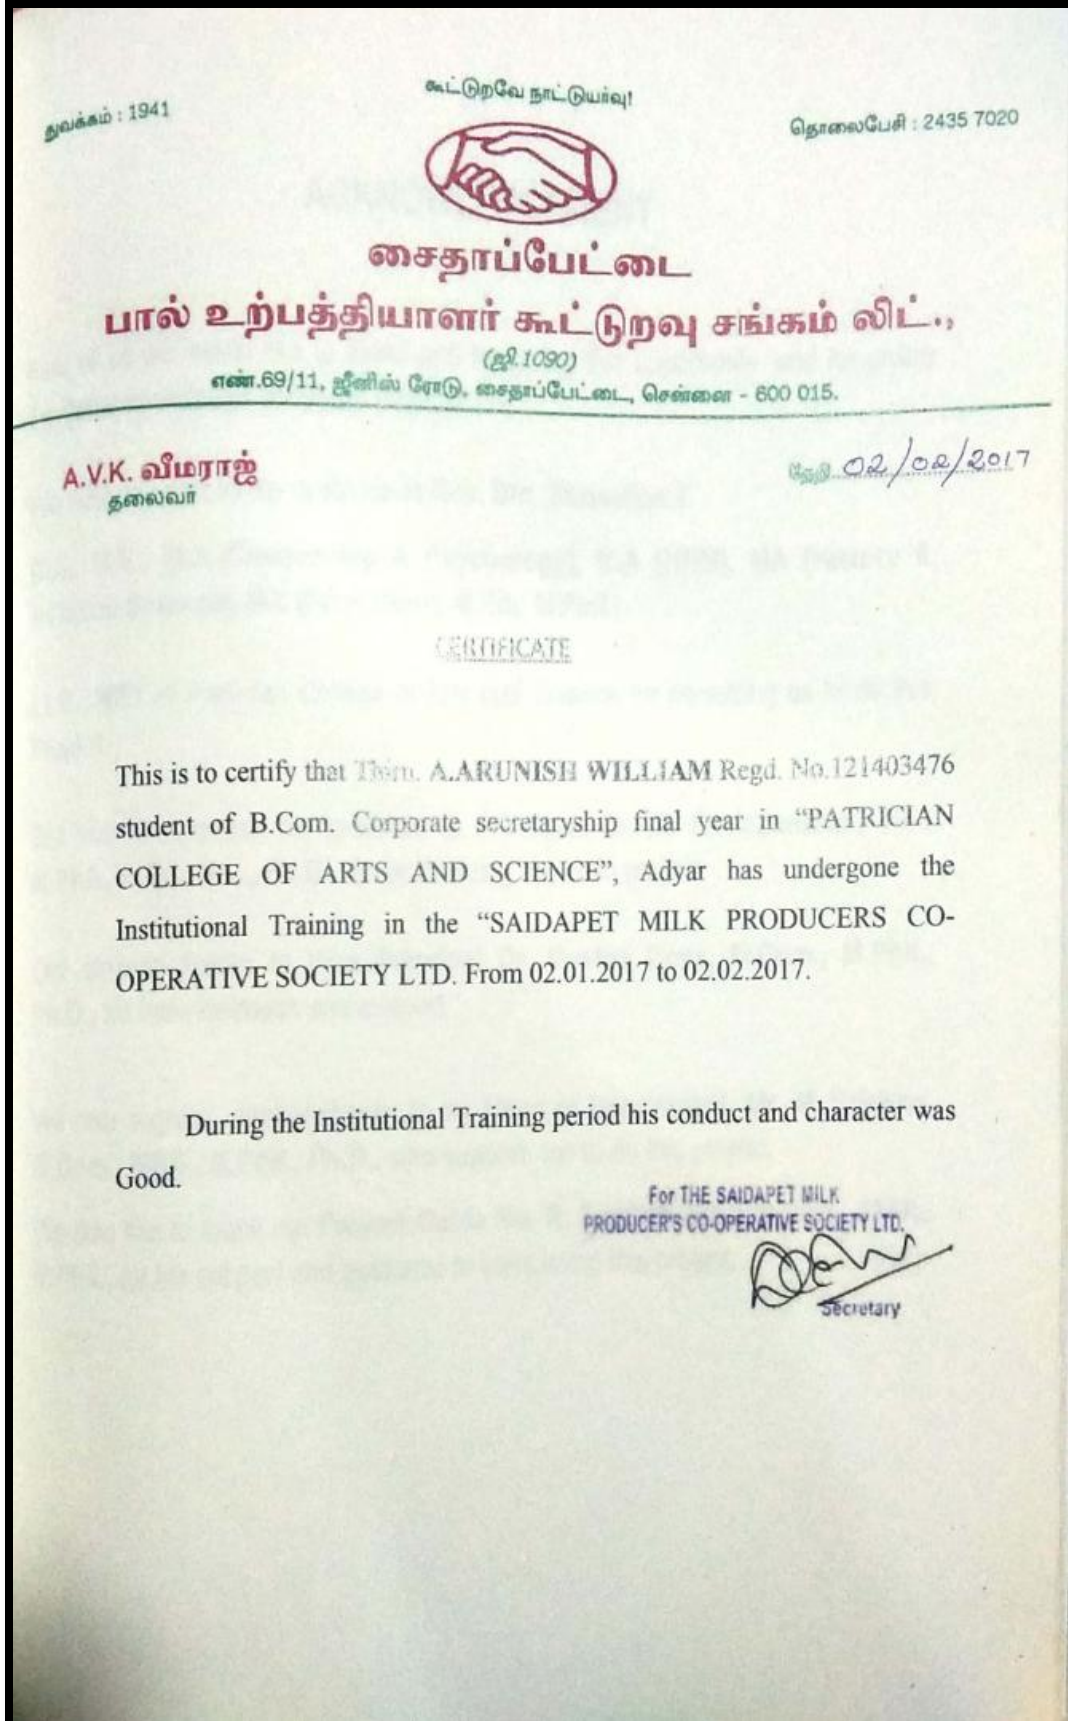 கூட்டுறவே நாட்டுயர்வு!
துவக்கம் : 1941
தொலைபேசி : 2435 7020
சைதாப்பேட்டை
பால் உற்பத்தியாளர் கூட்டுறவு சங்கம் லிட்.,
(ஜி.1090)
எண்.69/11, ஜீனிஸ் ரோடு, சைதாப்பேட்டை, சென்னை - 600 015.
A.V.K. வீமராஜ்
தலைவர்
தேதி 02/02/2017
CERTIFICATE
This is to certify that Thiru. A.ARUNISH WILLIAM Regd. No.121403476
student of B.Com. Corporate secretaryship final year in “PATRICIAN
COLLEGE OF ARTS AND SCIENCE”, Adyar has undergone the
Institutional Training in the “SAIDAPET MILK PRODUCERS CO-
OPERATIVE SOCIETY LTD. From 02.01.2017 to 02.02.2017.
During the Institutional Training period his conduct and character was
Good.
For THE SAIDAPET MILK
PRODUCER'S CO-OPERATIVE SOCIETY LTD.
Secretary